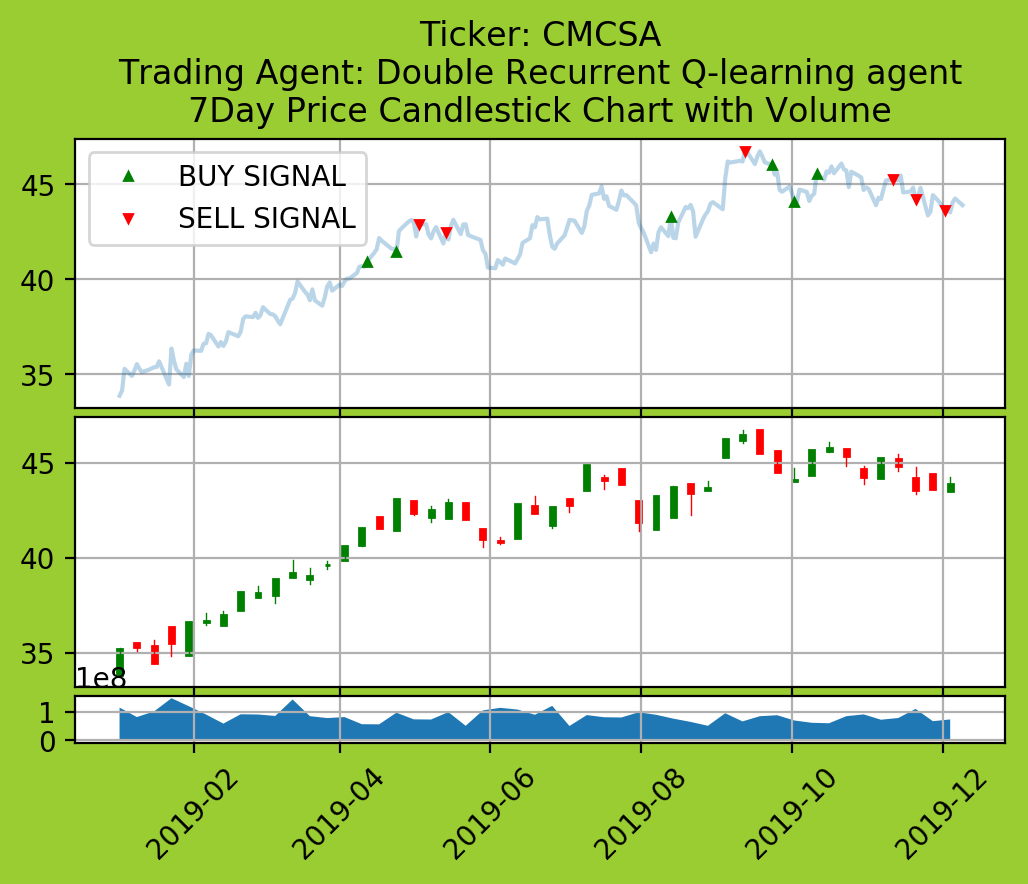 Ticker: CMCSA
Trading Agent: Double Recurrent Q-learning agent
7Day Price Candlestick Chart with Volume
BUY SIGNAL
SELL SIGNAL
45
40
35
45
40
35
1e8
1
0
2019-02
2019-04
2019-06
2019-08
2019-10
2019-12